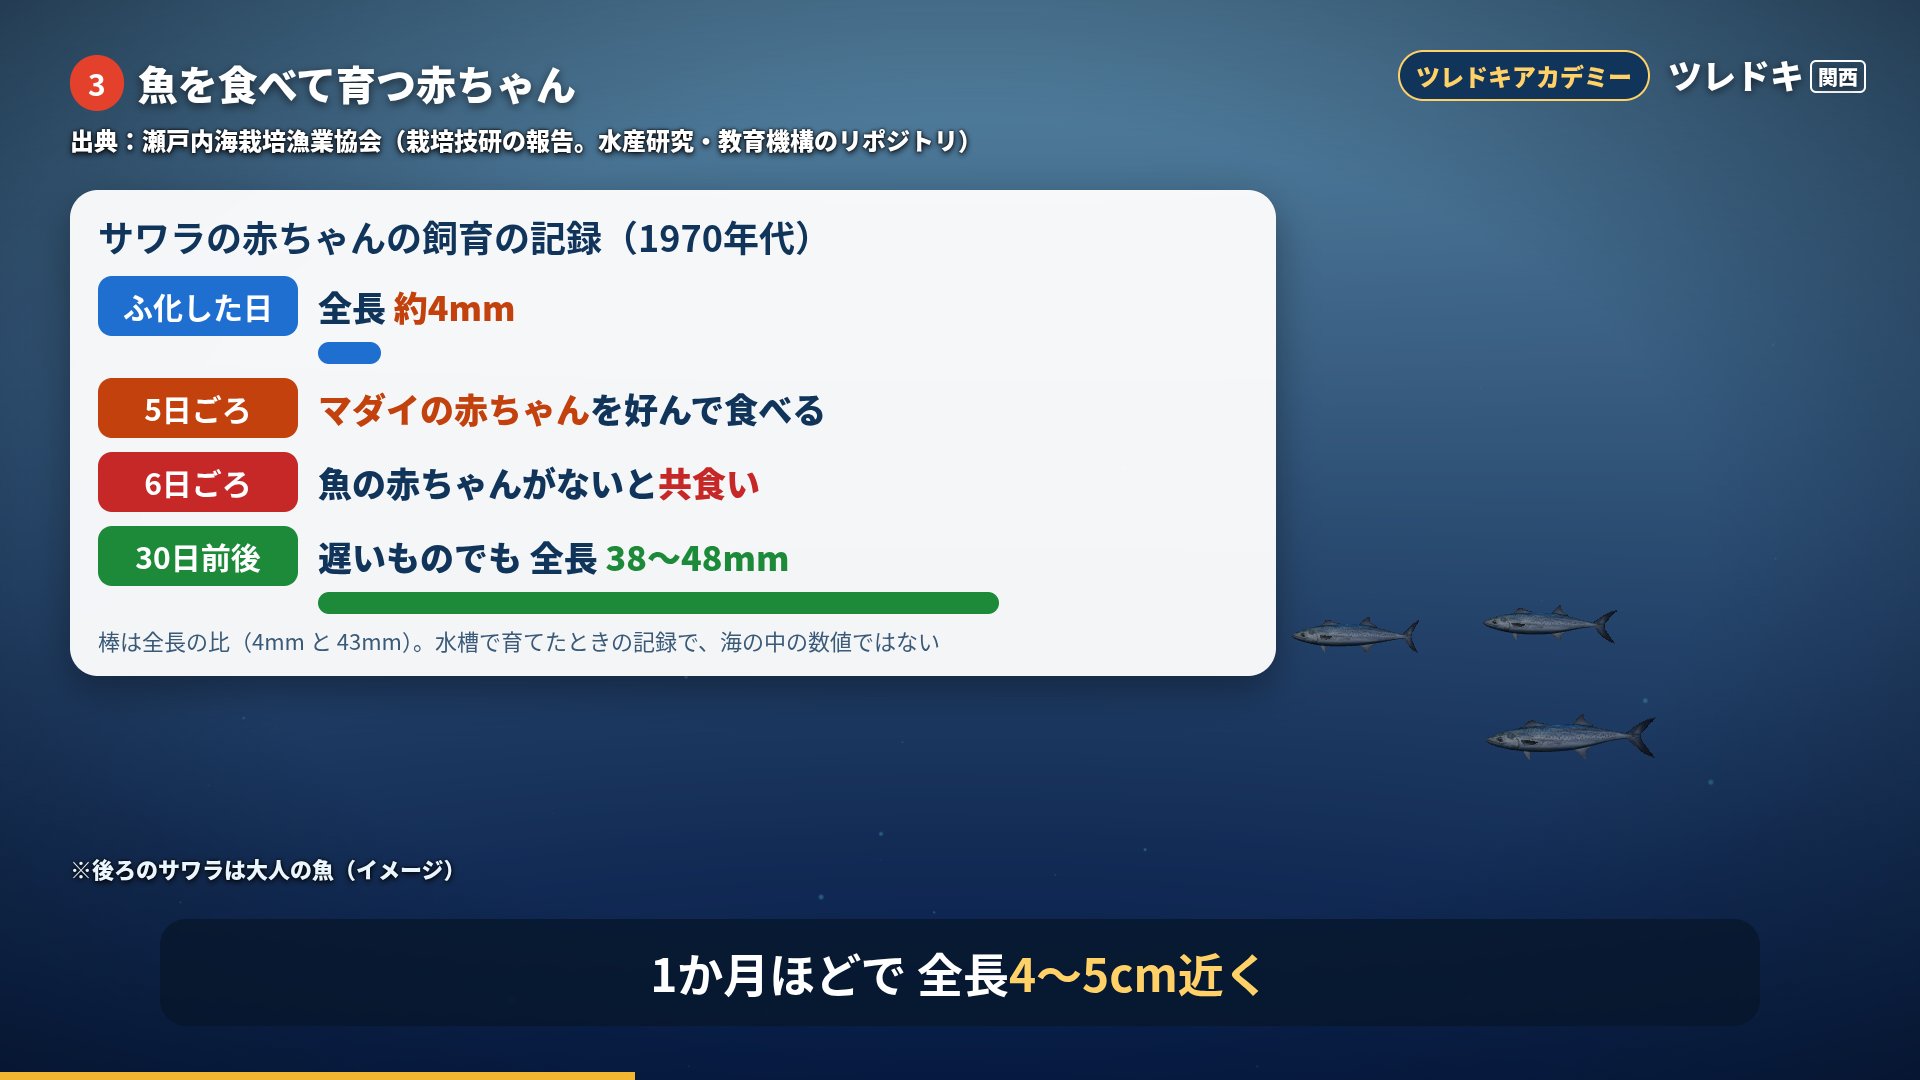 3 魚を食べて育つ赤ちゃん
ツレドキアカデミー ツレドキ 関西
出典：瀬戸内海栽培漁業協会（栽培技研の報告。水産研究・教育機構のリポジトリ）
サワラの赤ちゃんの飼育の記録（1970年代）
ふ化した日 全長 約4mm
5日ごろ マダイの赤ちゃんを好んで食べる
6日ごろ 魚の赤ちゃんがないと共食い
30日前後 遅いものでも 全長 38〜48mm
棒は全長の比（4mm と 43mm）。水槽で育てたときの記録で、海の中の数値ではない
※後ろのサワラは大人の魚（イメージ）
1か月ほどで 全長4〜5cm近く